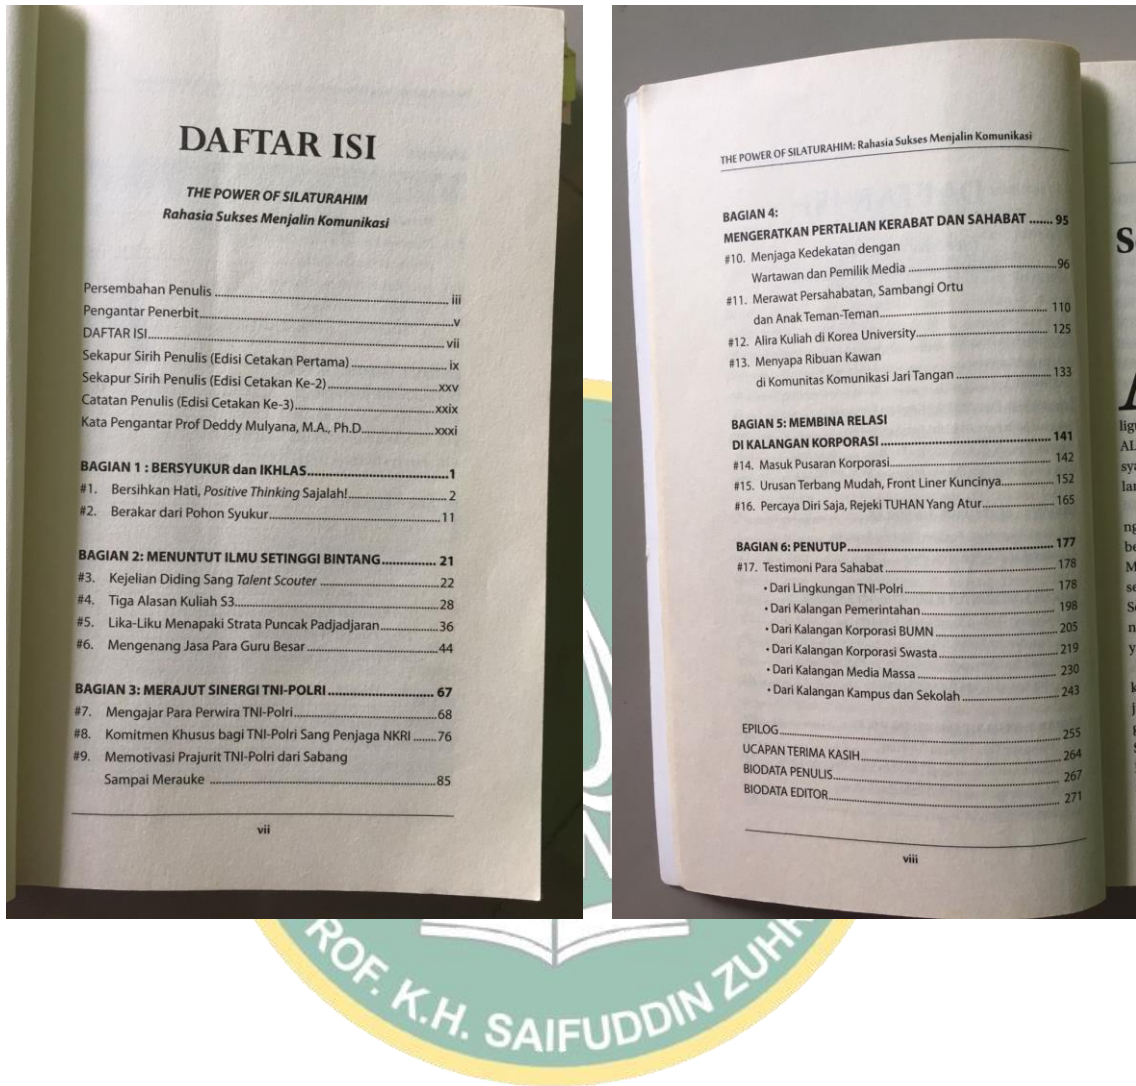 DAFTAR ISI
THE POWER OF SILATURAHIM
Rahasia Sukses Menjalin Komunikasi
Persembahan Penulis ........ iii
Pengantar Penerbit........v
DAFTAR ISI........ vii
Sekapur Sirih Penulis (Edisi Cetakan Pertama) ........ ix
Sekapur Sirih Penulis (Edisi Cetakan Ke-2)........xxv
Catatan Penulis (Edisi Cetakan Ke-3)........xxix
Kata Pengantar Prof Deddy Mulyana, M.A., Ph.D........xxxi
BAGIAN 1 : BERSYUKUR dan IKHLAS........1
#1. Bersihkan Hati, Positive Thinking Sajalah!........ 2
#2. Berakar dari Pohon Syukur........11
BAGIAN 2: MENUNTUT ILMU SETINGGI BINTANG........ 21
#3. Kejelian Diding Sang Talent Scouter ........22
#4. Tiga Alasan Kuliah S3........28
#5. Lika-Liku Menapaki Strata Puncak Padjadjaran........36
#6. Mengenang Jasa Para Guru Besar ........44
BAGIAN 3: MERAJUT SINERGI TNI-POLRI ........ 67
#7. Mengajar Para Perwira TNI-Polri........68
#8. Komitmen Khusus bagi TNI-Polri Sang Penjaga NKRI ........76
#9. Memotivasi Prajurit TNI-Polri dari Sabang
Sampai Merauke ........85
vii
THE POWER OF SILATURAHIM: Rahasia Sukses Menjalin Komunikasi
BAGIAN 4:
MENGERATKAN PERTALIAN KERABAT DAN SAHABAT ....... 95
#10. Menjaga Kedekatan dengan
Wartawan dan Pemilik Media ........96
#11. Merawat Persahabatan, Sambangi Ortu
dan Anak Teman-Teman........ 110
#12. Alira Kuliah di Korea University........ 125
#13. Menyapa Ribuan Kawan
di Komunitas Komunikasi Jari Tangan ........ 133
BAGIAN 5: MEMBINA RELASI
DI KALANGAN KORPORASI ........ 141
#14. Masuk Pusaran Korporasi........ 142
#15. Urusan Terbang Mudah, Front Liner Kuncinya........ 152
#16. Percaya Diri Saja, Rejeki TUHAN Yang Atur........ 165
BAGIAN 6: PENUTUP........ 177
#17. Testimoni Para Sahabat ........ 178
• Dari Lingkungan TNI-Polri ........ 178
• Dari Kalangan Pemerintahan ........ 198
• Dari Kalangan Korporasi BUMN ........ 205
• Dari Kalangan Korporasi Swasta ........ 219
• Dari Kalangan Media Massa ........ 230
• Dari Kalangan Kampus dan Sekolah ........ 243
EPILOG........ 255
UCAPAN TERIMA KASIH........ 264
BIODATA PENULIS........ 267
BIODATA EDITOR........ 271
viii
K.H. SAIFUDDIN